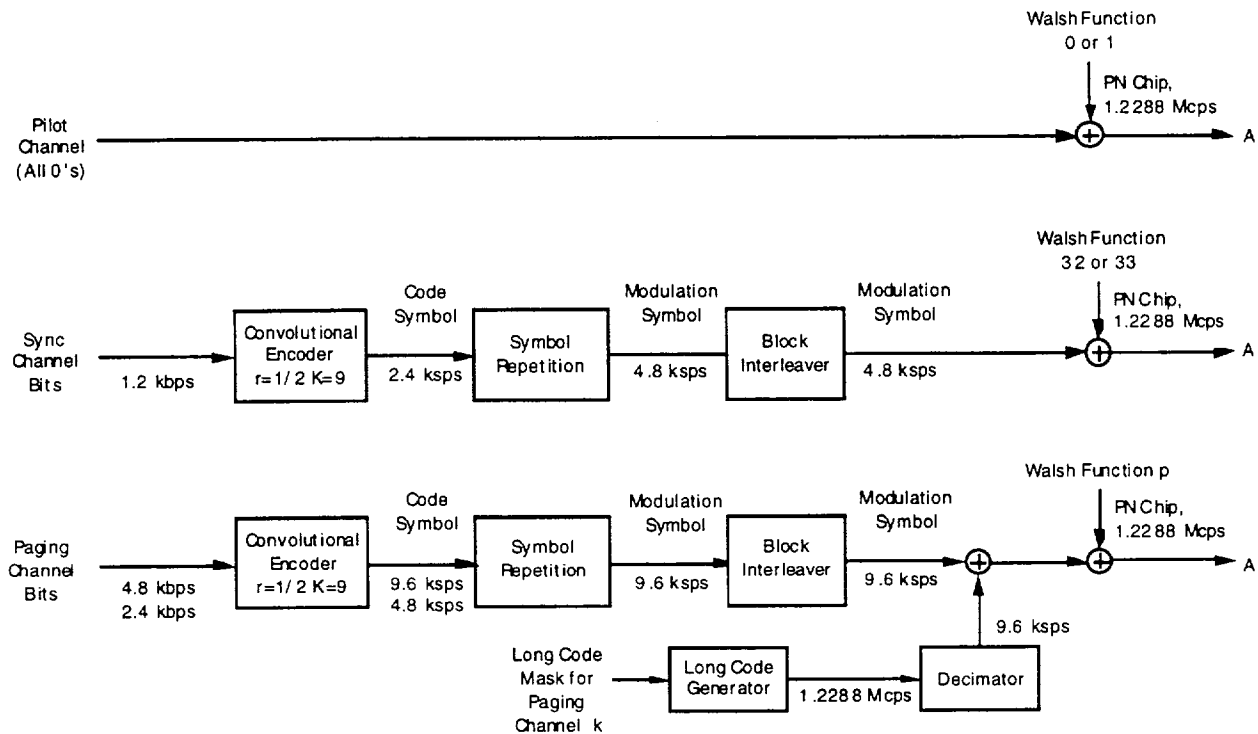 Walsh Function
0 or 1
PN Chip,
1.2288 Mcps
Pilot
Channel
(All 0's)
A
Walsh Function
32 or 33
PN Chip,
1.2288 Mcps
Sync
Channel
Bits
1.2 kbps
Convolutional
Encoder
r=1/2 K=9
Code
Symbol
2.4 ksps
Symbol
Repetition
Modulation
Symbol
4.8 ksps
Block
Interleaver
Modulation
Symbol
4.8 ksps
A
Walsh Function p
PN Chip,
1.2288 Mcps
Paging
Channel
Bits
4.8 kbps
2.4 kbps
Convolutional
Encoder
r=1/2 K=9
Code
Symbol
9.6 ksps
4.8 ksps
Symbol
Repetition
Modulation
Symbol
9.6 ksps
Block
Interleaver
Modulation
Symbol
9.6 ksps
A
9.6 ksps
Long Code
Mask for
Paging
Channel k
Long Code
Generator
1.2288 Mcps
Decimator